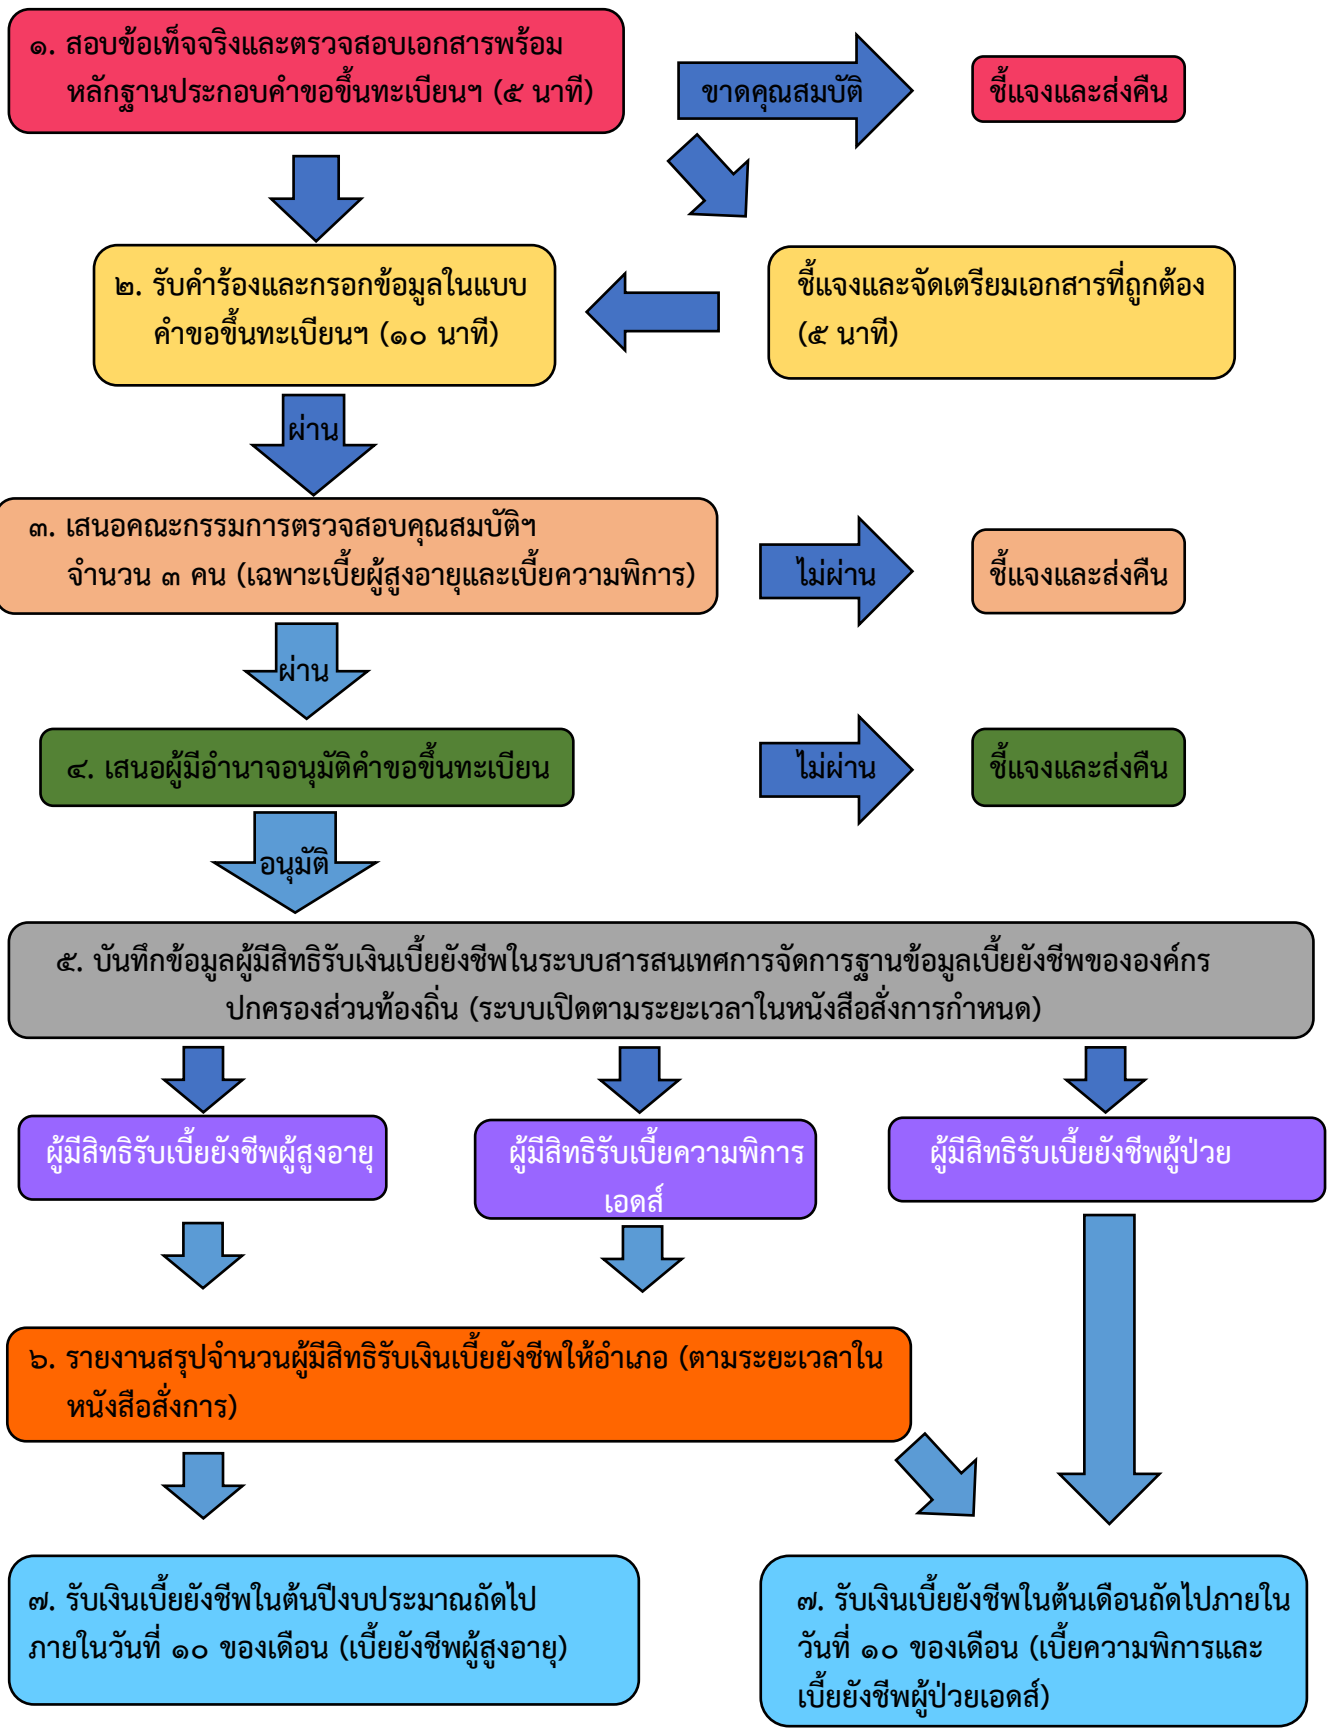 ๑. สอบข้อเท็จจริงและตรวจสอบเอกสารพร้อม
หลักฐานประกอบคำขอขึ้นทะเบียนฯ (๕ นาที)
ขาดคุณสมบัติ
ชี้แจงและส่งคืน
๒. รับคำร้องและกรอกข้อมูลในแบบ
คำขอขึ้นทะเบียนฯ (๑๐ นาที)
ชี้แจงและจัดเตรียมเอกสารที่ถูกต้อง
(๕ นาที)
ผ่าน
๓. เสนอคณะกรรมการตรวจสอบคุณสมบัติฯ
จำนวน ๓ คน (เฉพาะเบี้ยผู้สูงอายุและเบี้ยความพิการ)
ไม่ผ่าน
ชี้แจงและส่งคืน
ผ่าน
๔. เสนอผู้มีอำนาจอนุมัติคำขอขึ้นทะเบียน
ไม่ผ่าน
ชี้แจงและส่งคืน
อนุมัติ
๕. บันทึกข้อมูลผู้มีสิทธิรับเงินเบี้ยยังชีพในระบบสารสนเทศการจัดการฐานข้อมูลเบี้ยยังชีพขององค์กร
ปกครองส่วนท้องถิ่น (ระบบเปิดตามระยะเวลาในหนังสือสั่งการกำหนด)
ผู้มีสิทธิรับเบี้ยยังชีพผู้สูงอายุ
ผู้มีสิทธิรับเบี้ยความพิการ
เอดส์
ผู้มีสิทธิรับเบี้ยยังชีพผู้ป่วย
๖. รายงานสรุปจำนวนผู้มีสิทธิรับเงินเบี้ยยังชีพให้อำเภอ (ตามระยะเวลาใน
หนังสือสั่งการ)
๗. รับเงินเบี้ยยังชีพในต้นปีงบประมาณถัดไป
ภายในวันที่ ๑๐ ของเดือน (เบี้ยยังชีพผู้สูงอายุ)
๗. รับเงินเบี้ยยังชีพในต้นเดือนถัดไปภายใน
วันที่ ๑๐ ของเดือน (เบี้ยความพิการและ
เบี้ยยังชีพผู้ป่วยเอดส์)